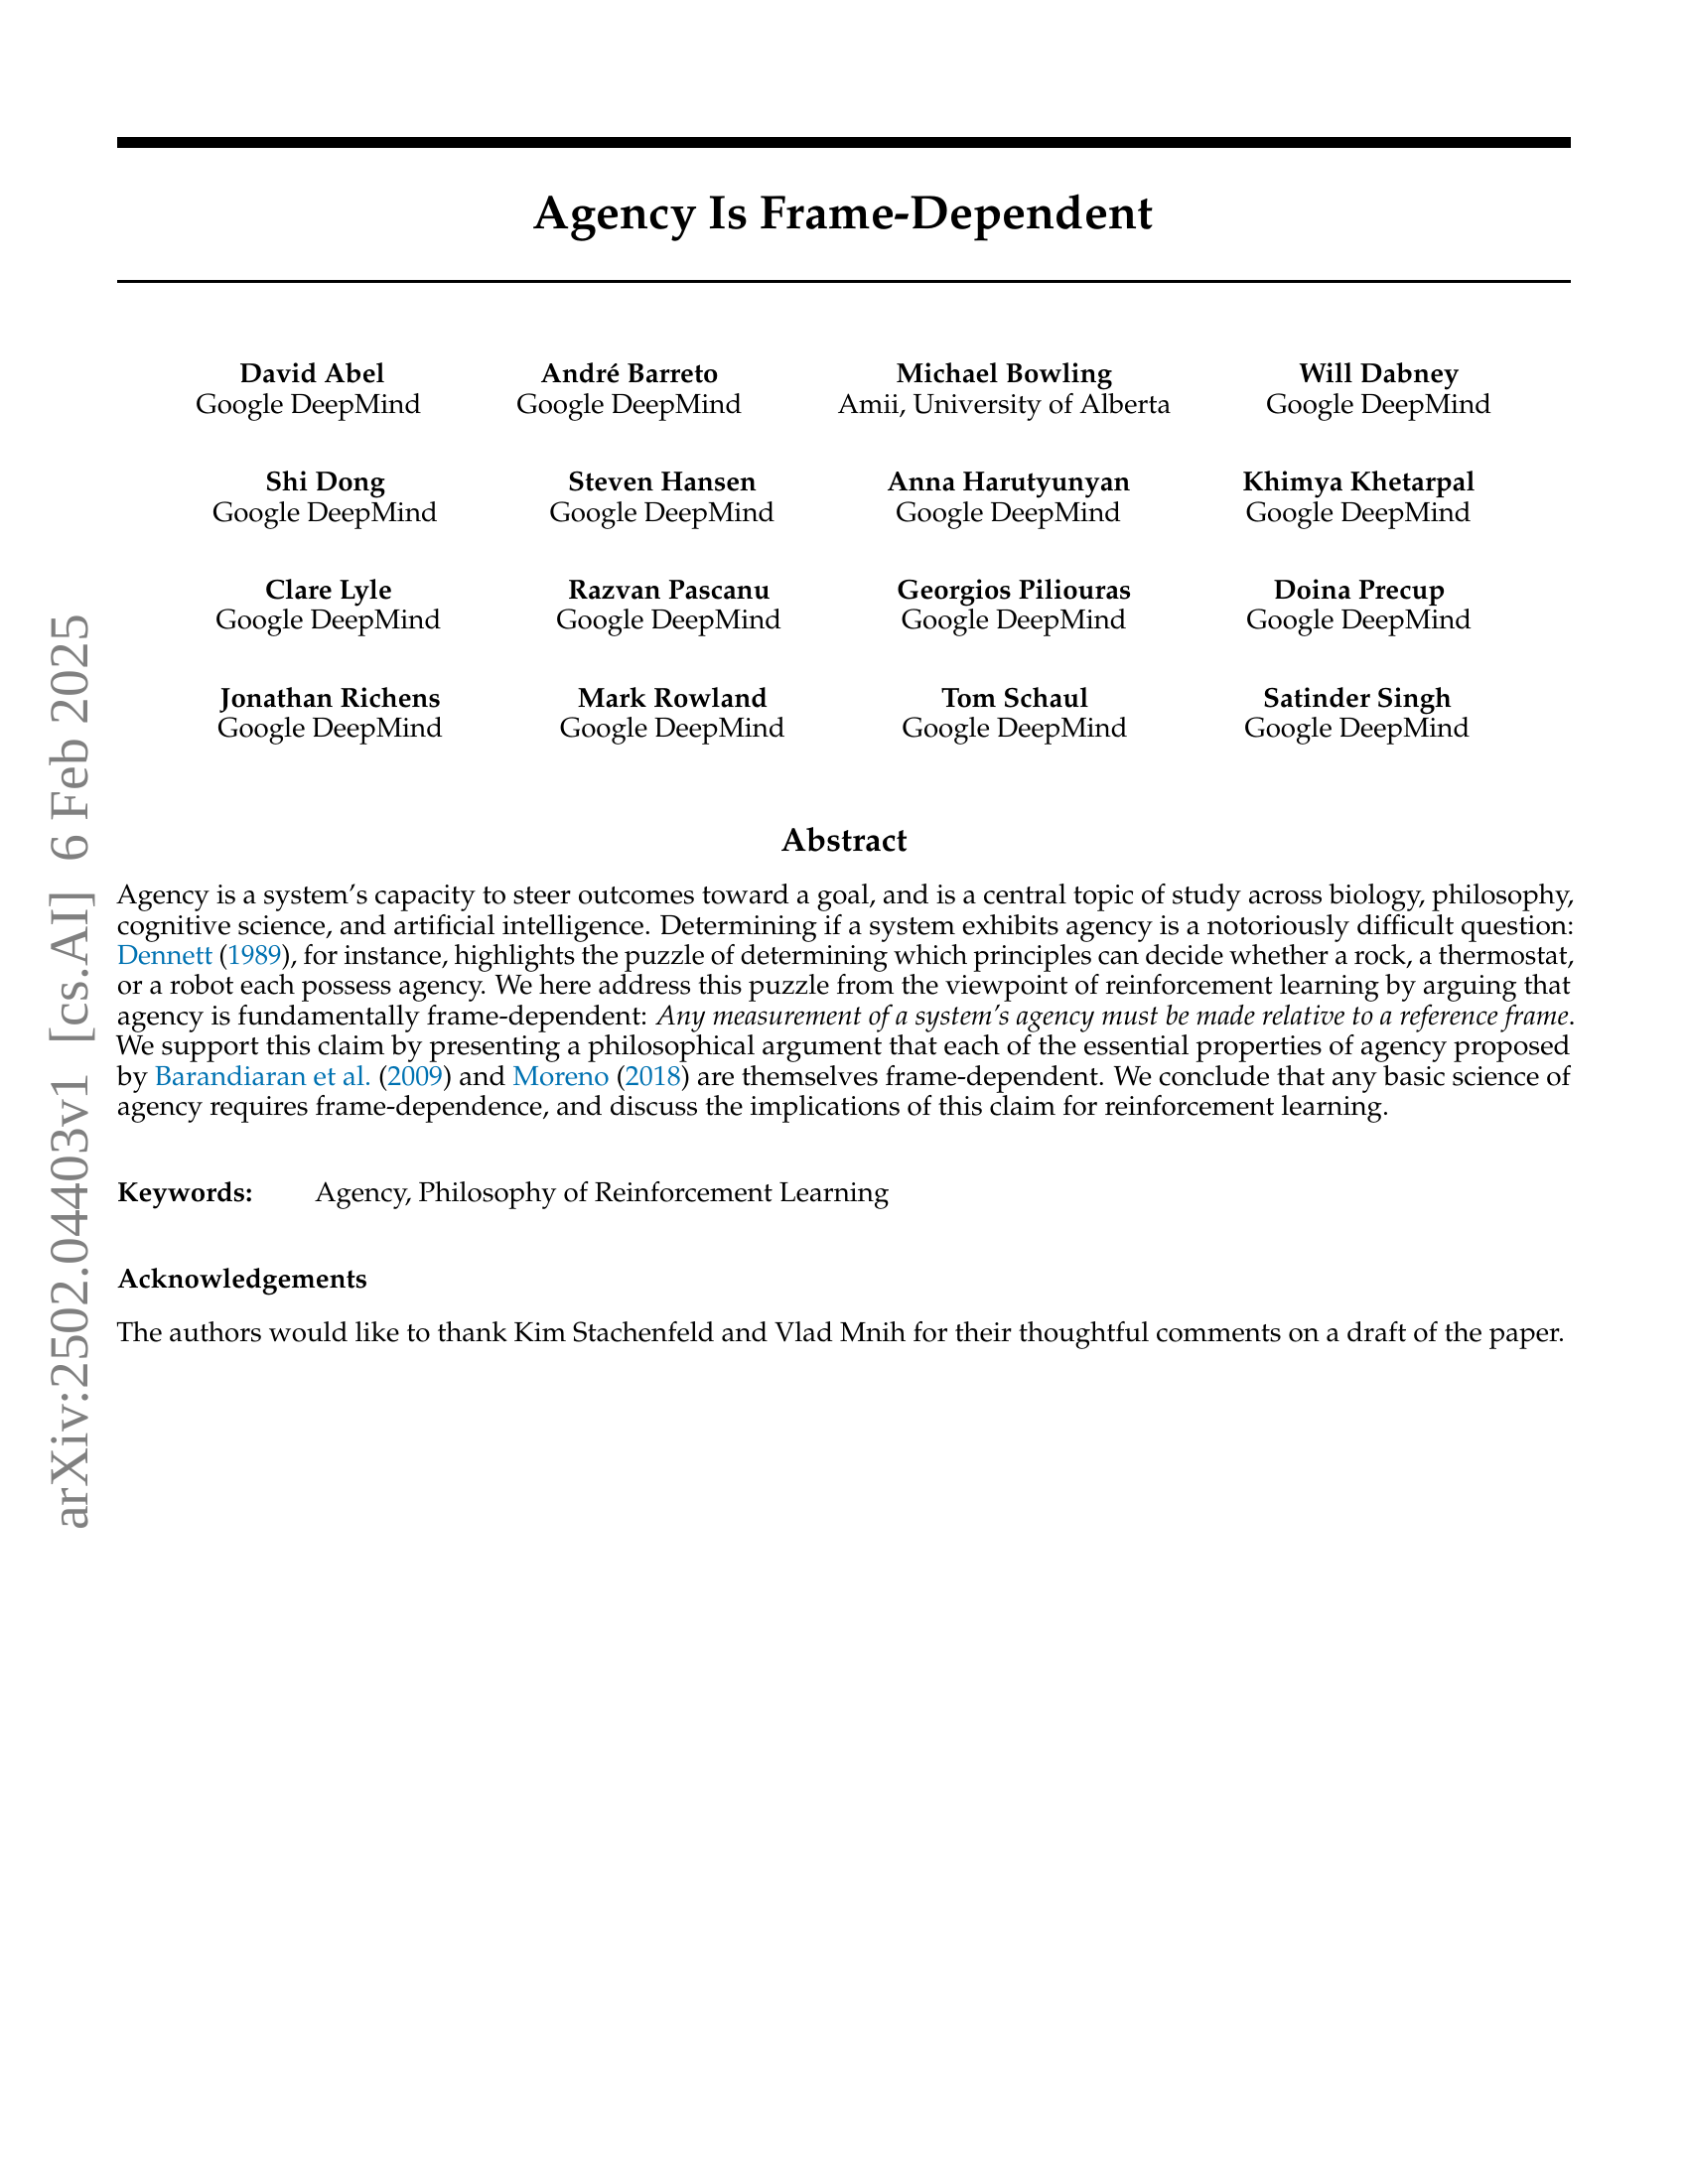 Agency Is Frame-Dependent
David Abel
Google DeepMind
André Barreto
Google DeepMind
Michael Bowling
Amii, University of Alberta
Will Dabney
Google DeepMind
Shi Dong
Google DeepMind
Steven Hansen
Google DeepMind
Anna Harutyunyan
Google DeepMind
Khimya Khetarpal
Google DeepMind
Clare Lyle
Google DeepMind
Razvan Pascanu
Google DeepMind
Georgios Piliouras
Google DeepMind
Doina Precup
Google DeepMind
Jonathan Richens
Google DeepMind
Mark Rowland
Google DeepMind
Tom Schaul
Google DeepMind
Satinder Singh
Google DeepMind
Abstract
Agency is a system's capacity to steer outcomes toward a goal, and is a central topic of study across biology, philosophy,
cognitive science, and artificial intelligence. Determining if a system exhibits agency is a notoriously difficult question:
Dennett (1989), for instance, highlights the puzzle of determining which principles can decide whether a rock, a thermostat,
or a robot each possess agency. We here address this puzzle from the viewpoint of reinforcement learning by arguing that
agency is fundamentally frame-dependent: Any measurement of a system's agency must be made relative to a reference frame.
We support this claim by presenting a philosophical argument that each of the essential properties of agency proposed
by Barandiaran et al. (2009) and Moreno (2018) are themselves frame-dependent. We conclude that any basic science of
agency requires frame-dependence, and discuss the implications of this claim for reinforcement learning.
Keywords: Agency, Philosophy of Reinforcement Learning
Acknowledgements
The authors would like to thank Kim Stachenfeld and Vlad Mnih for their thoughtful comments on a draft of the paper.
arXiv:2502.04403v1 [cs.AI] 6 Feb 2025